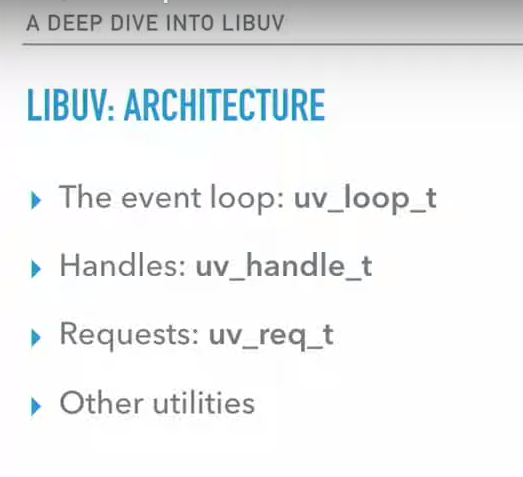 A DEEP DIVE INTO LIBUV
LIBUV: ARCHITECTURE
The event loop: uv_loop_t
Handles: uv_handle_t
Requests: uv_req_t
Other utilities